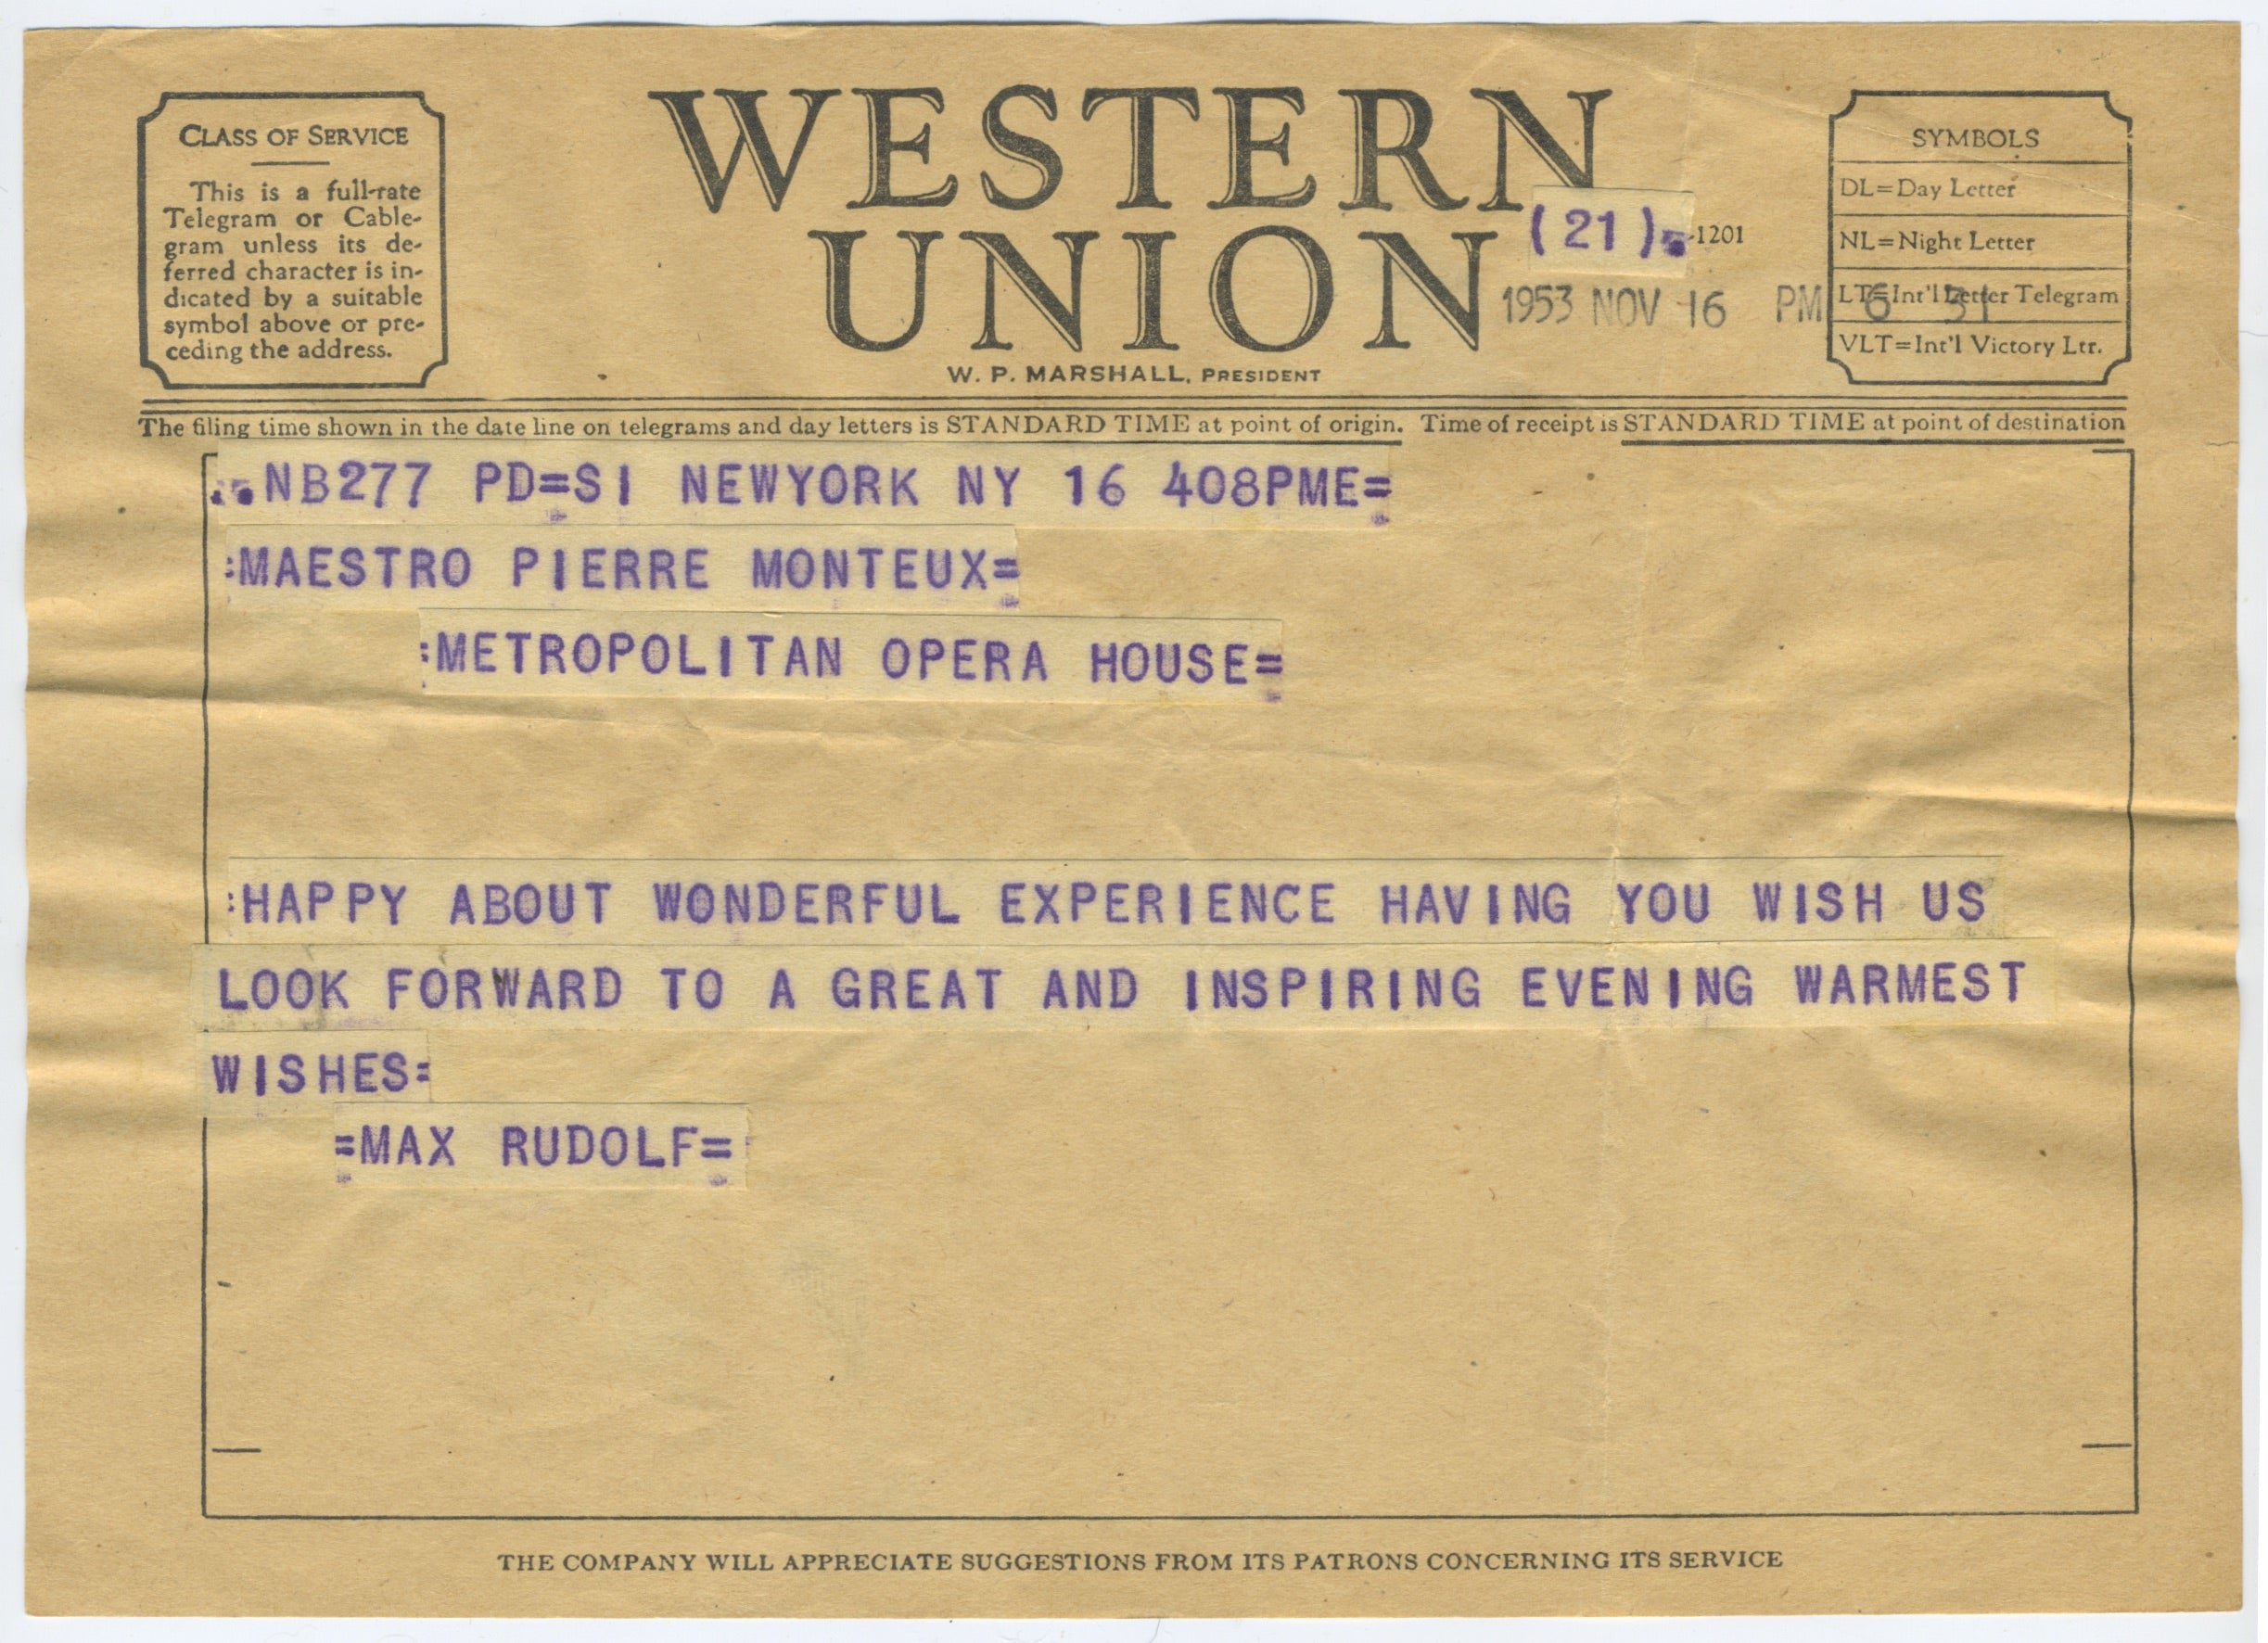 CLASS OF SERVICE
This is a full-rate
Telegram or Cable-
gram unless its de-
ferred character is in-
dicated by a suitable
symbol above or pre-
ceding the address.
WESTERN
UNION
W. P. MARSHALL, PRESIDENT
(21)
1201
1953 NOV 16 PM 6 31
SYMBOLS
DL=Day Letter
NL=Night Letter
LT=Int'l Letter Telegram
VLT=Int'l Victory Ltr.
The filing time shown in the date line on telegrams and day letters is STANDARD TIME at point of origin. Time of receipt is STANDARD TIME at point of destination
NB277 PD=SI NEWYORK NY 16 408PME=
:MAESTRO PIERRE MONTEUX=
:METROPOLITAN OPERA HOUSE=
:HAPPY ABOUT WONDERFUL EXPERIENCE HAVING YOU WISH US
LOOK FORWARD TO A GREAT AND INSPIRING EVENING WARMEST
WISHES=
=MAX RUDOLF=
THE COMPANY WILL APPRECIATE SUGGESTIONS FROM ITS PATRONS CONCERNING ITS SERVICE